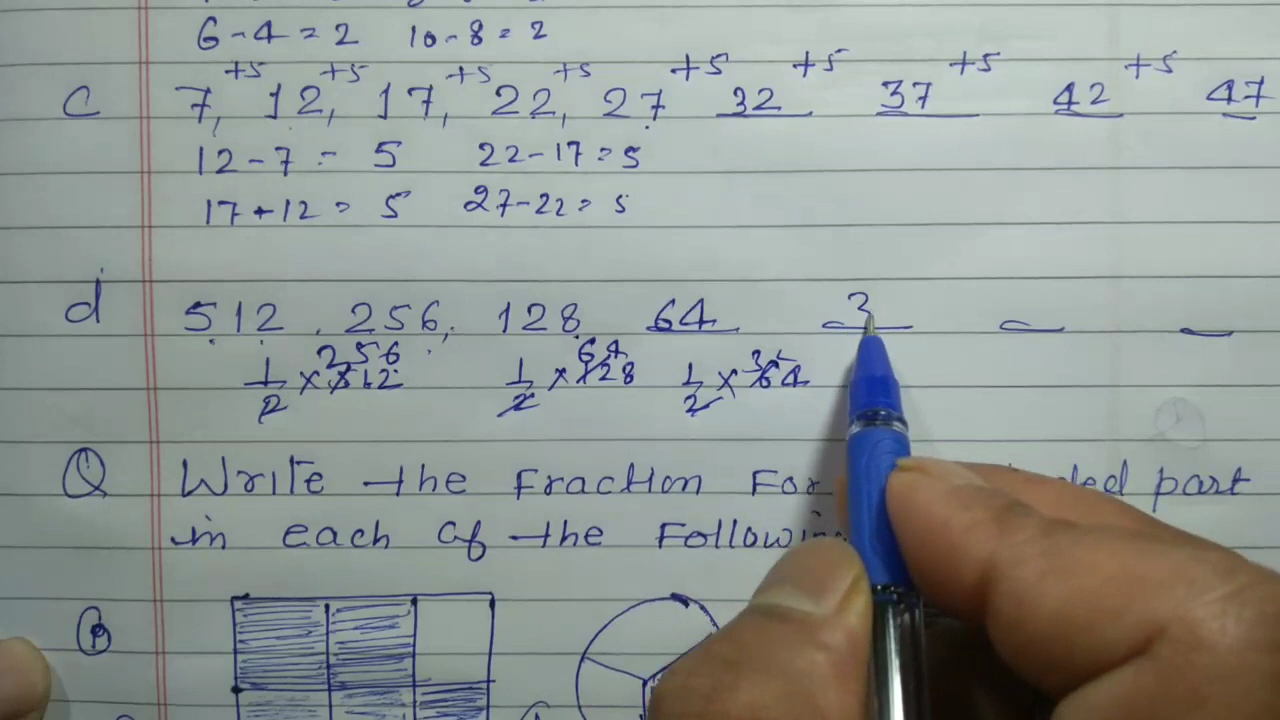 6 - 4 = 2 10 - 8 = 2
+5 +5 +5 +5 +5 +5 +5 +5
c 7, 12, 17, 22, 27 32 37 42 47
12 - 7 = 5 22 - 17 = 5
17 + 12 = 5 27 - 22 = 5
d 512, 256, 128 64 3
256 64 32
1/2 × 512 1/2 × 128 1/2 × 64
Q Write the Fraction For part
in each of the Following
B